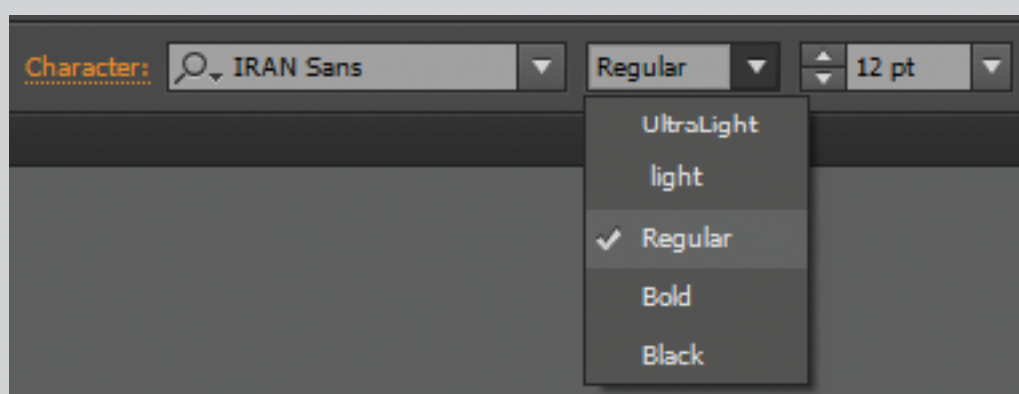 Character: IRAN Sans Regular 12 pt
UltraLight
light
Regular
Bold
Black